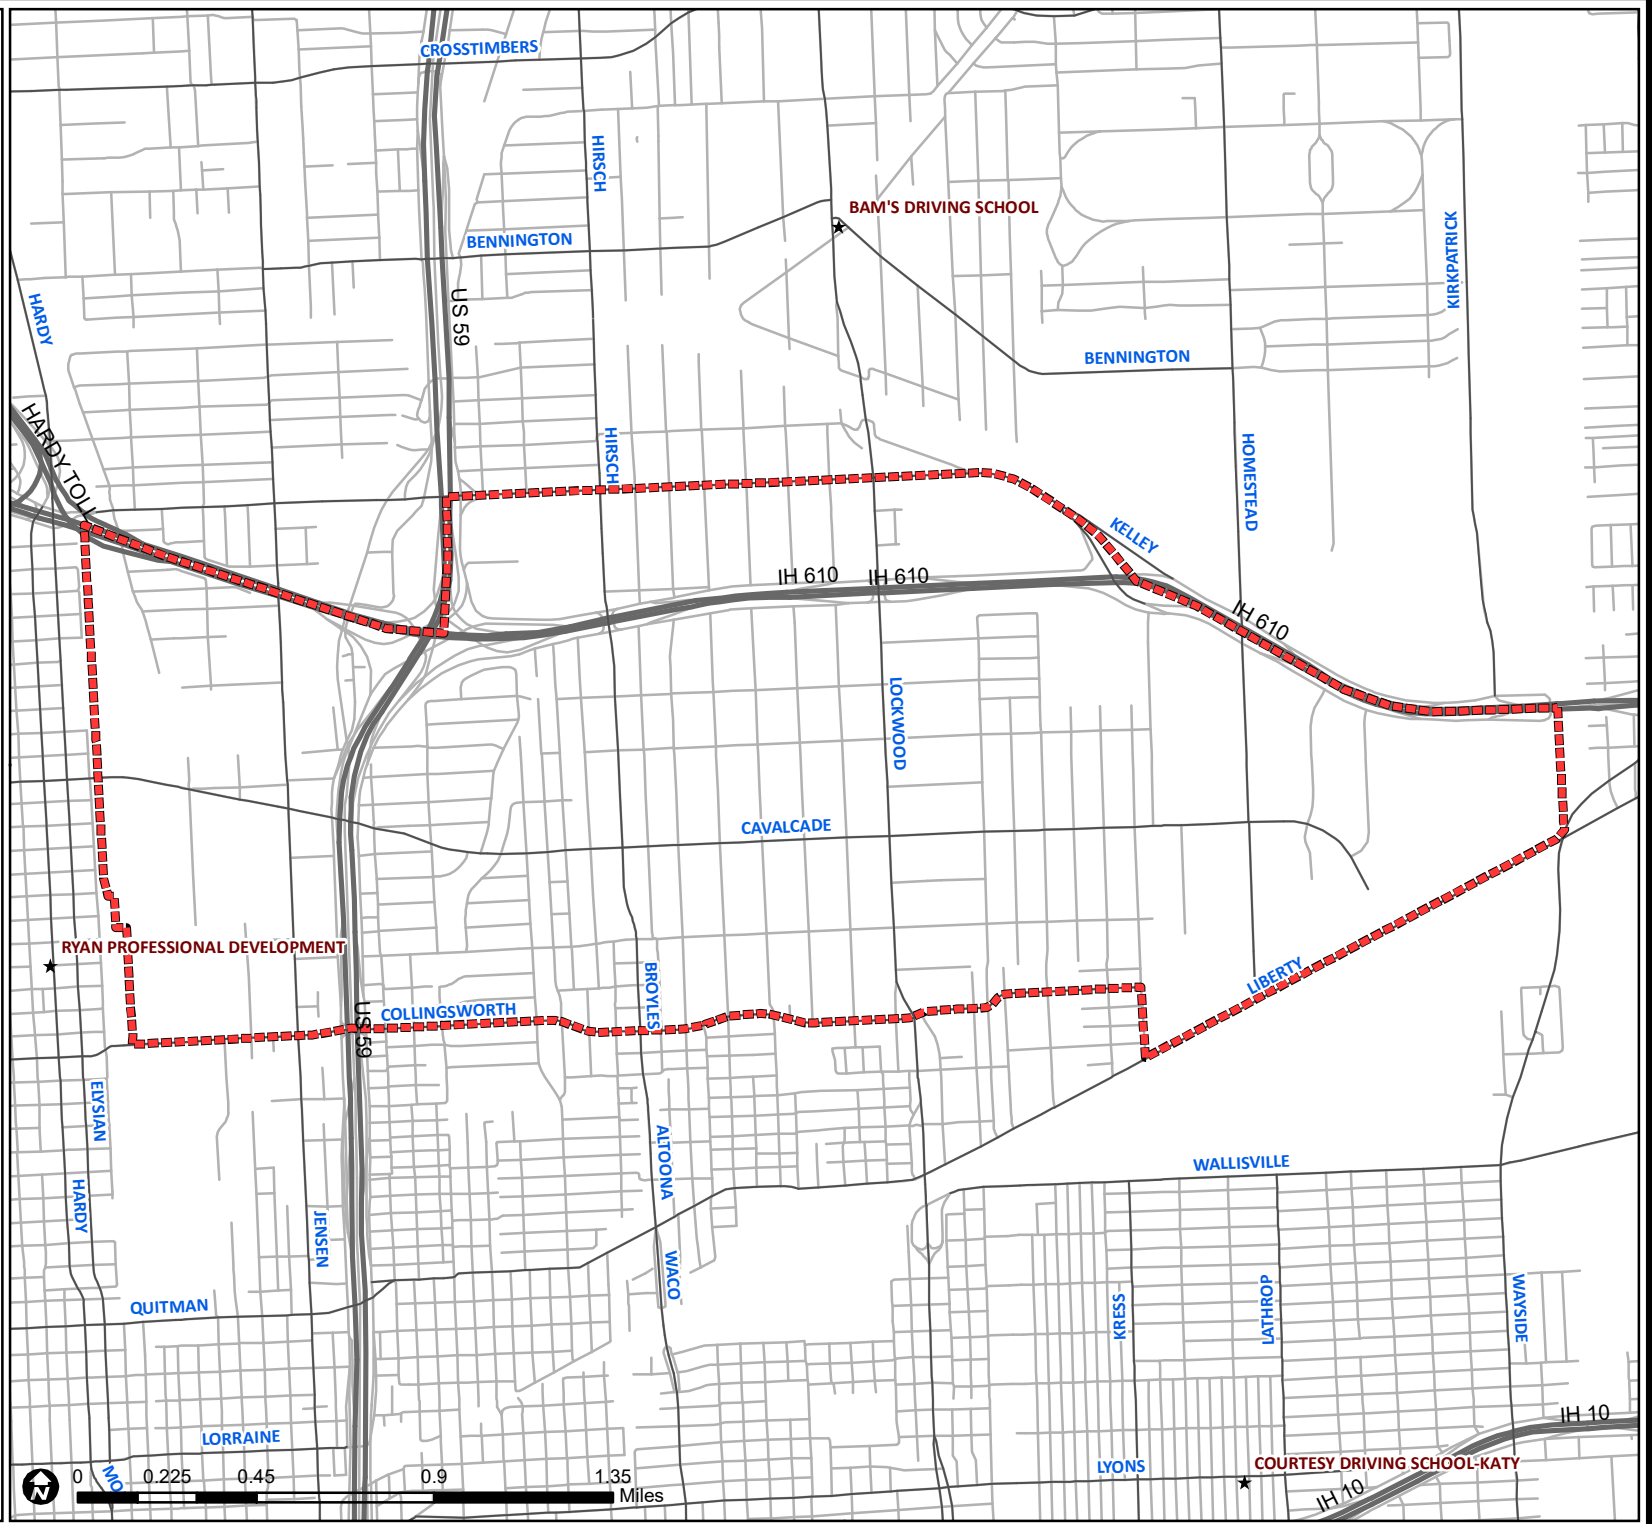 CROSSTIMBERS
HIRSCH
BAM'S DRIVING SCHOOL
BENNINGTON
KIRKPATRICK
HARDY
US 59
BENNINGTON
HARDY TOLL
HIRSCH
HOMESTEAD
KELLEY
IH 610
IH 610
IH 610
LOCKWOOD
CAVALCADE
RYAN PROFESSIONAL DEVELOPMENT
BROYLES
LIBERTY
COLLINGSWORTH
US 59
ELYSIAN
ALTOONA
WALLISVILLE
HARDY
JENSEN
WACO
QUITMAN
KRESS
LATHROP
WAYSIDE
LORRAINE
IH 10
COURTESY DRIVING SCHOOL-KATY
LYONS
MO
IH 10
N
0 0.225 0.45 0.9 1.35
Miles